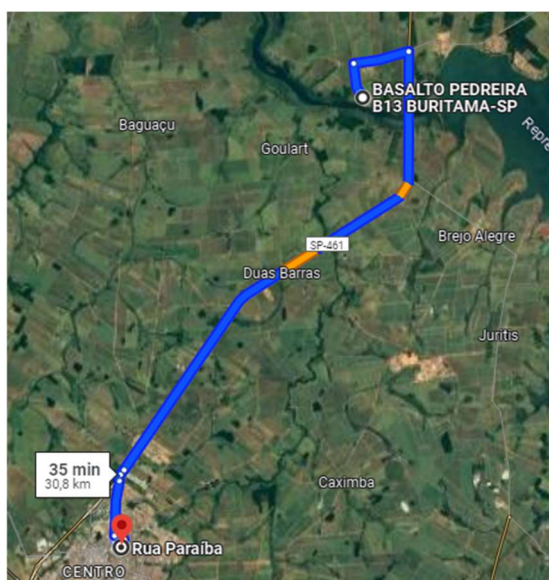 BASALTO PEDREIRA
B13 BURITAMA-SP
Baguaçu
Goulart
Repre
Brejo Alegre
SP-461
Duas Barras
Juritis
35 min
30,8 km
Caximba
Rua Paraíba
CENTRO